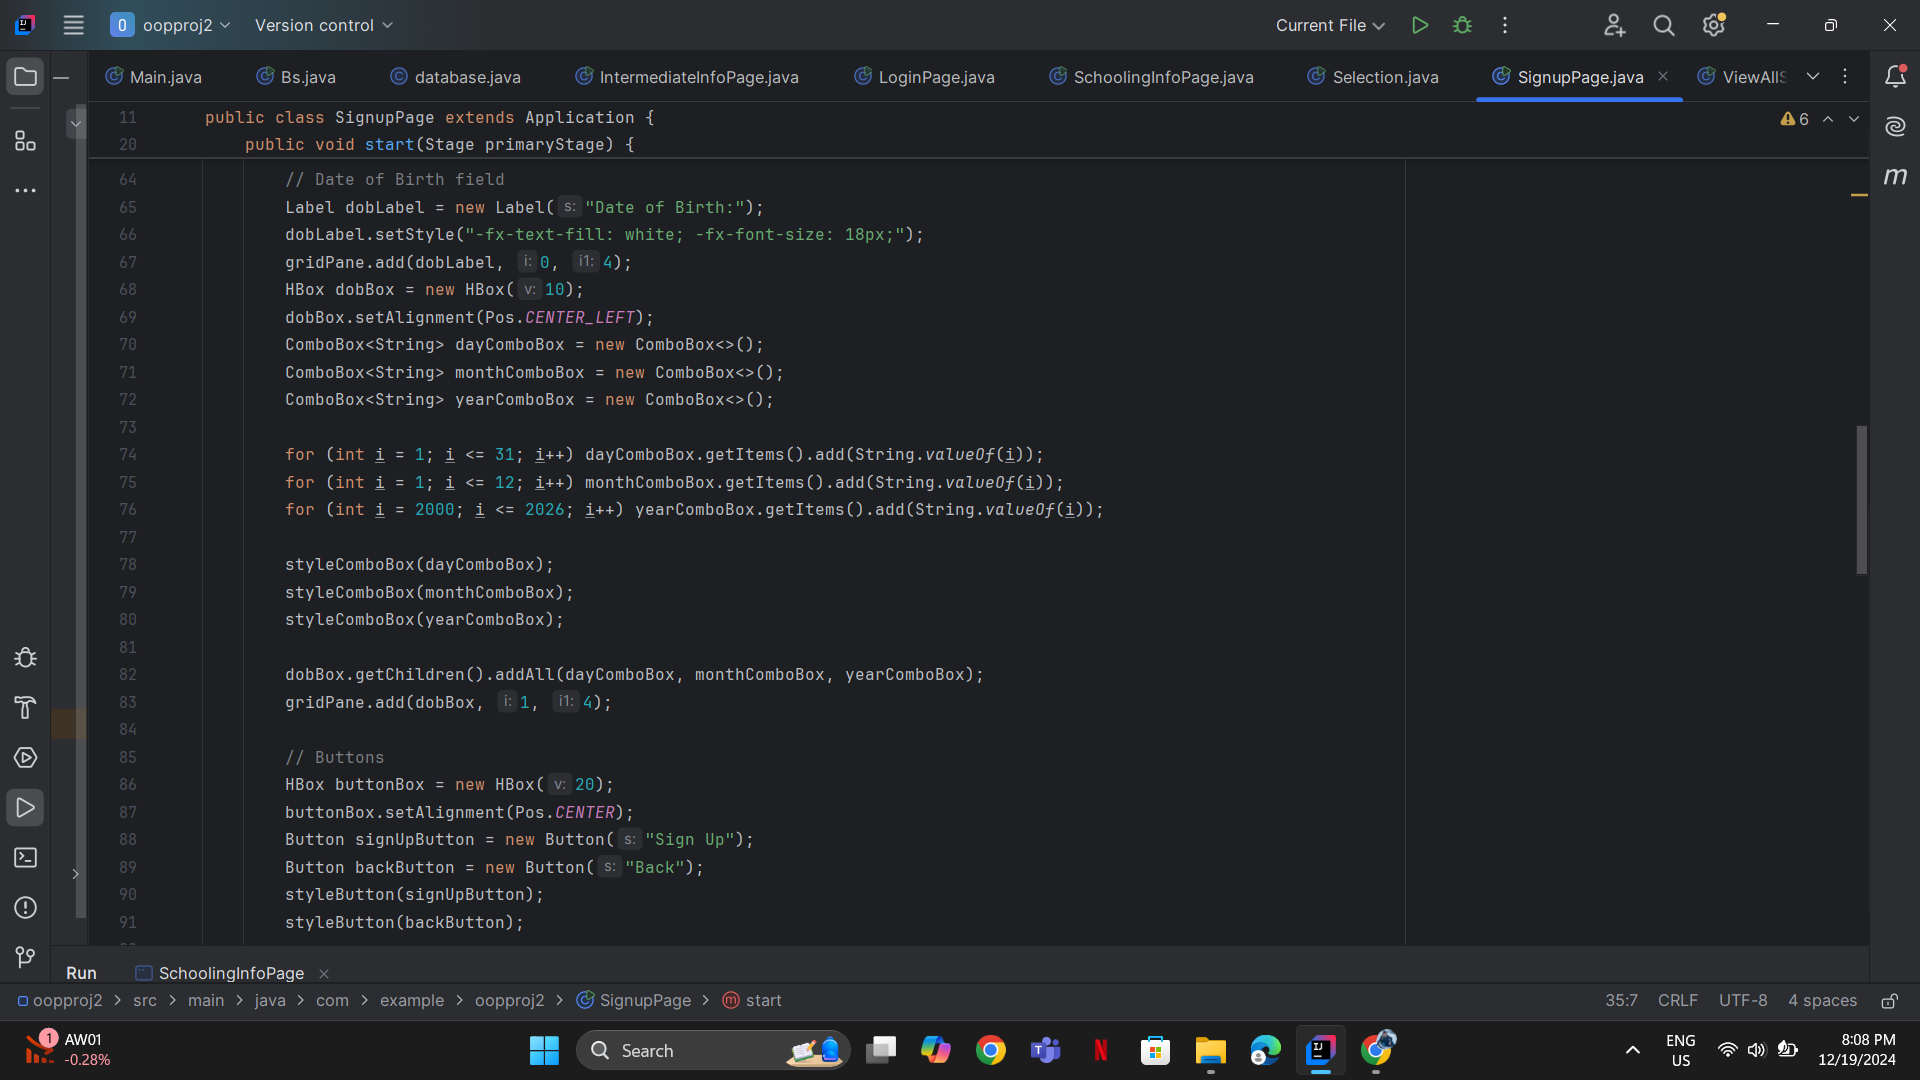 oopproj2 Version control Current File
Main.java Bs.java database.java IntermediateInfoPage.java LoginPage.java SchoolingInfoPage.java Selection.java SignupPage.java ViewAllS
11 public class SignupPage extends Application { 6
20 public void start(Stage primaryStage) {
64 // Date of Birth field
65 Label dobLabel = new Label( s: "Date of Birth:");
66 dobLabel.setStyle("-fx-text-fill: white; -fx-font-size: 18px;");
67 gridPane.add(dobLabel, i: 0, i1: 4);
68 HBox dobBox = new HBox( v: 10);
69 dobBox.setAlignment(Pos.CENTER_LEFT);
70 ComboBox<String> dayComboBox = new ComboBox<>();
71 ComboBox<String> monthComboBox = new ComboBox<>();
72 ComboBox<String> yearComboBox = new ComboBox<>();
73
74 for (int i = 1; i <= 31; i++) dayComboBox.getItems().add(String.valueOf(i));
75 for (int i = 1; i <= 12; i++) monthComboBox.getItems().add(String.valueOf(i));
76 for (int i = 2000; i <= 2026; i++) yearComboBox.getItems().add(String.valueOf(i));
77
78 styleComboBox(dayComboBox);
79 styleComboBox(monthComboBox);
80 styleComboBox(yearComboBox);
81
82 dobBox.getChildren().addAll(dayComboBox, monthComboBox, yearComboBox);
83 gridPane.add(dobBox, i: 1, i1: 4);
84
85 // Buttons
86 HBox buttonBox = new HBox( v: 20);
87 buttonBox.setAlignment(Pos.CENTER);
88 Button signUpButton = new Button( s: "Sign Up");
89 Button backButton = new Button( s: "Back");
90 styleButton(signUpButton);
91 styleButton(backButton);
Run SchoolingInfoPage
oopproj2 > src > main > java > com > example > oopproj2 > SignupPage > start 35:7 CRLF UTF-8 4 spaces
1 AW01 Search ENG 8:08 PM
-0.28% US 12/19/2024